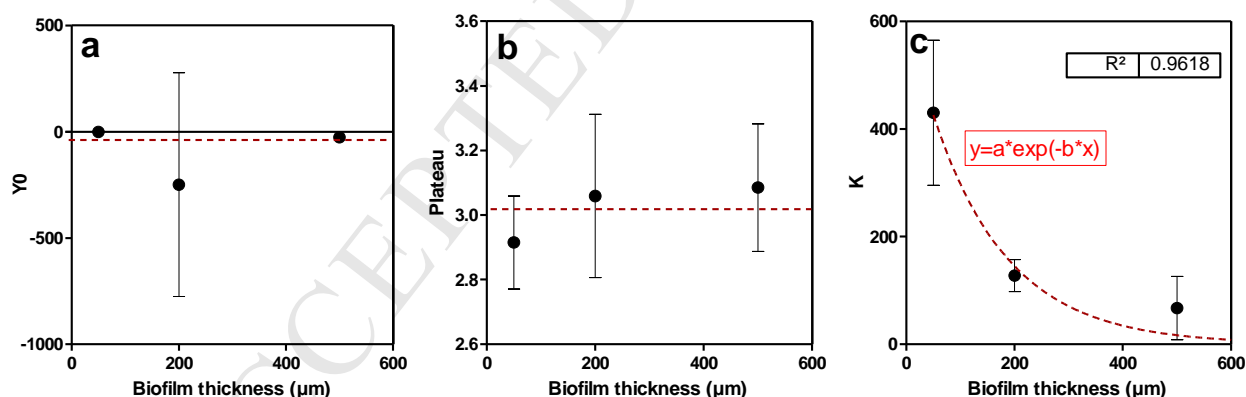 a
500
0
-500
-1000
Y0
0
200
400
600
Biofilm thickness (µm)
b
3.6
3.4
3.2
3.0
2.8
2.6
Plateau
0
200
400
600
Biofilm thickness (µm)
c
600
400
200
0
K
R² 0.9618
y=a*exp(-b*x)
0
200
400
600
Biofilm thickness (µm)
CCEPTED